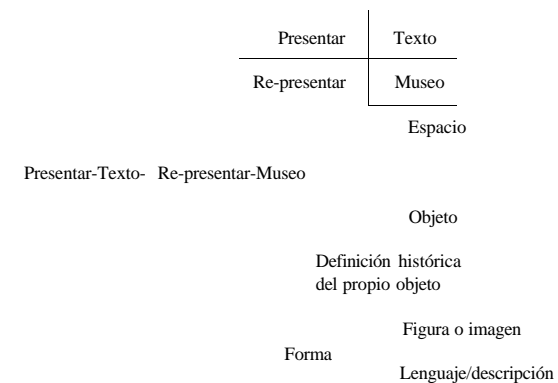 Presentar Texto
Re-presentar Museo
Espacio
Presentar-Texto- Re-presentar-Museo
Objeto
Definición histórica
del propio objeto
Figura o imagen
Forma
Lenguaje/descripción